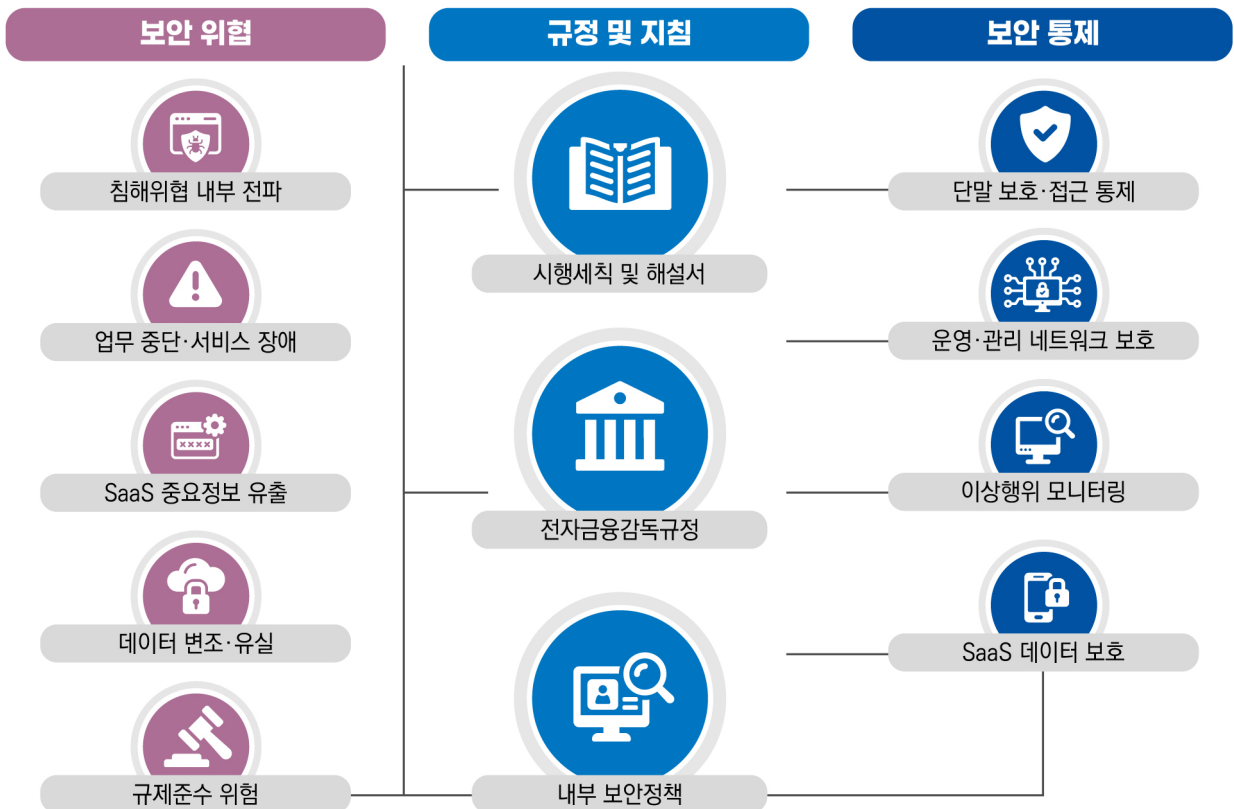 보안 위협
규정 및 지침
보안 통제
침해위협 내부 전파
업무 중단·서비스 장애
SaaS 중요정보 유출
××××
데이터 변조·유실
규제준수 위험
시행세칙 및 해설서
전자금융감독규정
내부 보안정책
단말 보호·접근 통제
운영·관리 네트워크 보호
이상행위 모니터링
SaaS 데이터 보호